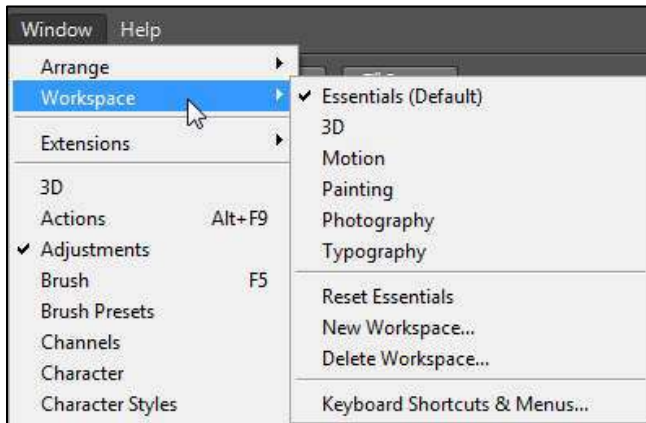 Window Help
Arrange
Workspace
Extensions
3D
Actions Alt+F9
✓ Adjustments
Brush F5
Brush Presets
Channels
Character
Character Styles
✓ Essentials (Default)
3D
Motion
Painting
Photography
Typography
Reset Essentials
New Workspace...
Delete Workspace...
Keyboard Shortcuts & Menus...